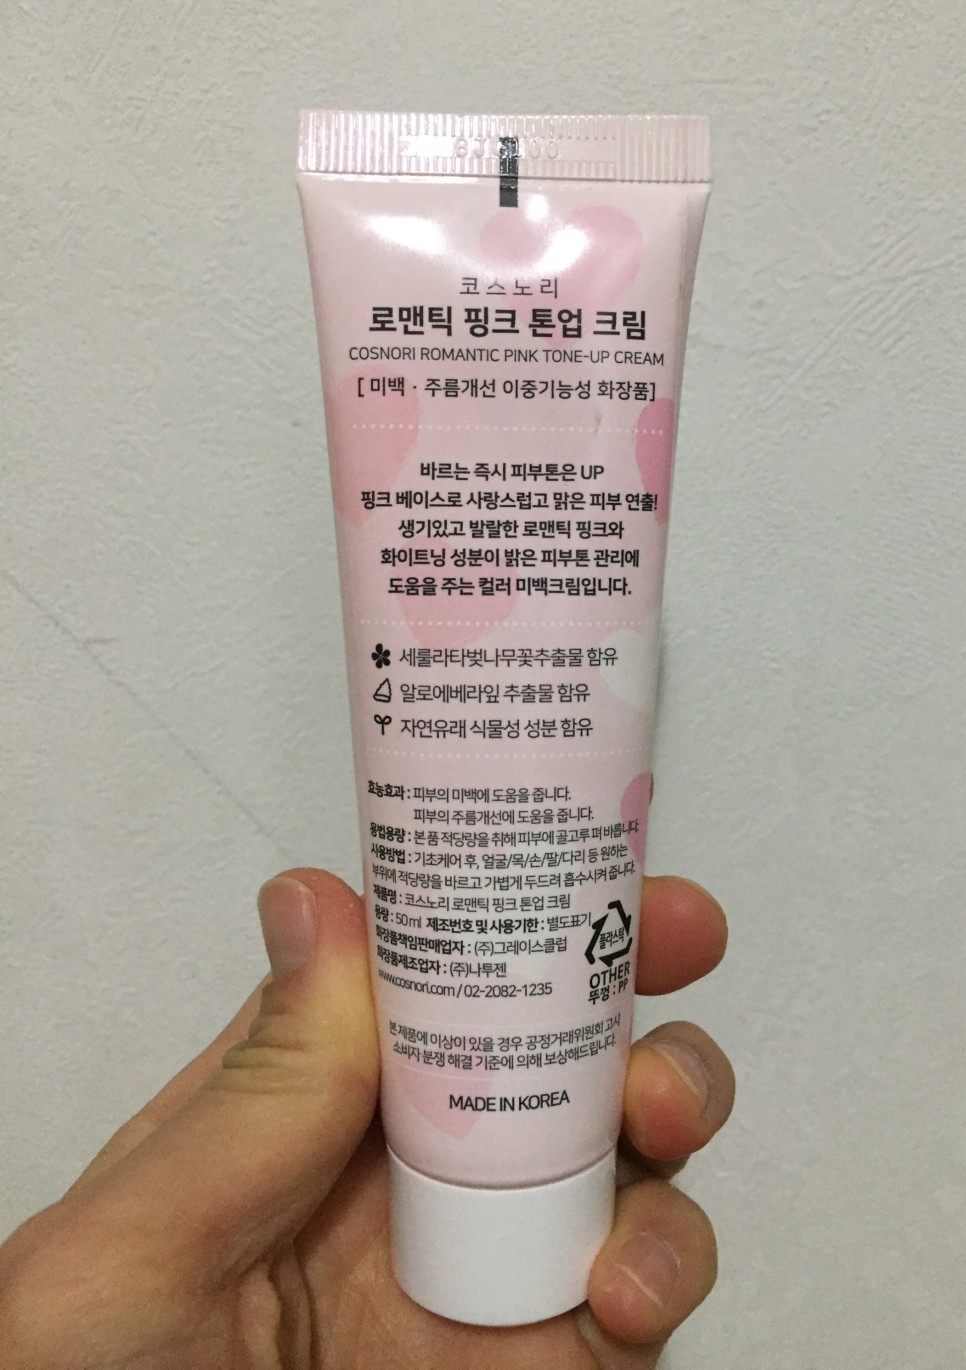 코스노리
로맨틱 핑크 톤업 크림
COSNORI ROMANTIC PINK TONE-UP CREAM
[ 미백 · 주름개선 이중기능성 화장품]
바르는 즉시 피부톤은 UP
핑크 베이스로 사랑스럽고 맑은 피부 연출!
생기있고 발랄한 로맨틱 핑크와
화이트닝 성분이 밝은 피부톤 관리에
도움을 주는 컬러 미백크림입니다.
세룰라타벚나무꽃추출물 함유
알로에베라잎 추출물 함유
자연유래 식물성 성분 함유
효능효과 : 피부의 미백에 도움을 줍니다.
피부의 주름개선에 도움을 줍니다.
용법용량 : 본 품 적당량을 취해 피부에 골고루 펴 바릅니다.
사용방법 : 기초케어 후, 얼굴/목/손/팔/다리 등 원하는
부위에 적당량을 바르고 가볍게 두드려 흡수시켜 줍니다.
제품명 : 코스노리 로맨틱 핑크 톤업 크림
용량 : 50ml 제조번호 및 사용기한 : 별도표기
화장품책임판매업자 : (주)그레이스클럽
화장품제조업자 : (주)나투젠
www.cosnori.com / 02-2082-1235
플라스틱
OTHER
뚜껑 : PP
본 제품에 이상이 있을 경우 공정거래위원회 고시
소비자 분쟁 해결 기준에 의해 보상해드립니다.
MADE IN KOREA